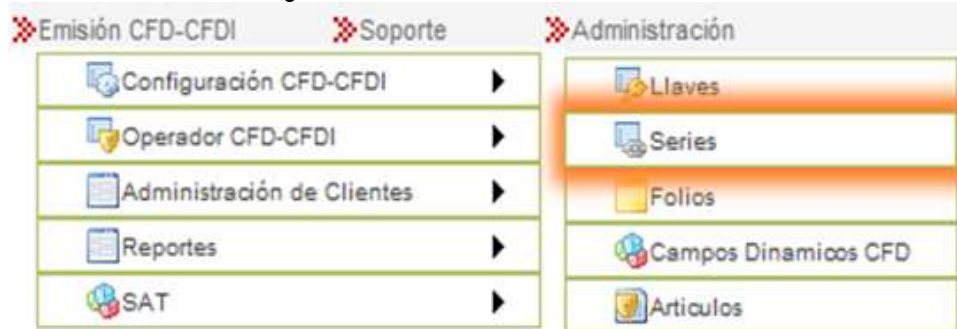 Emisión CFD-CFDI Soporte Administración
Configuración CFD-CFDI Llaves
Operador CFD-CFDI Series
Administración de Clientes Folios
Reportes Campos Dinamicos CFD
SAT Articulos